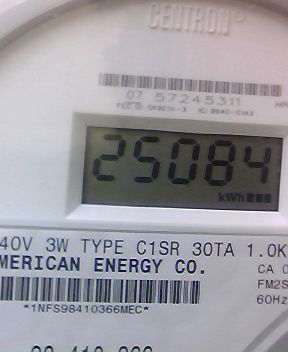 CENTRON®
07 57245311
25084
kWh
40V 3W TYPE C1SR 30TA 1.0K
MERICAN ENERGY CO.
CA 0
FM2S
60Hz
*1NFS98410366MEC*